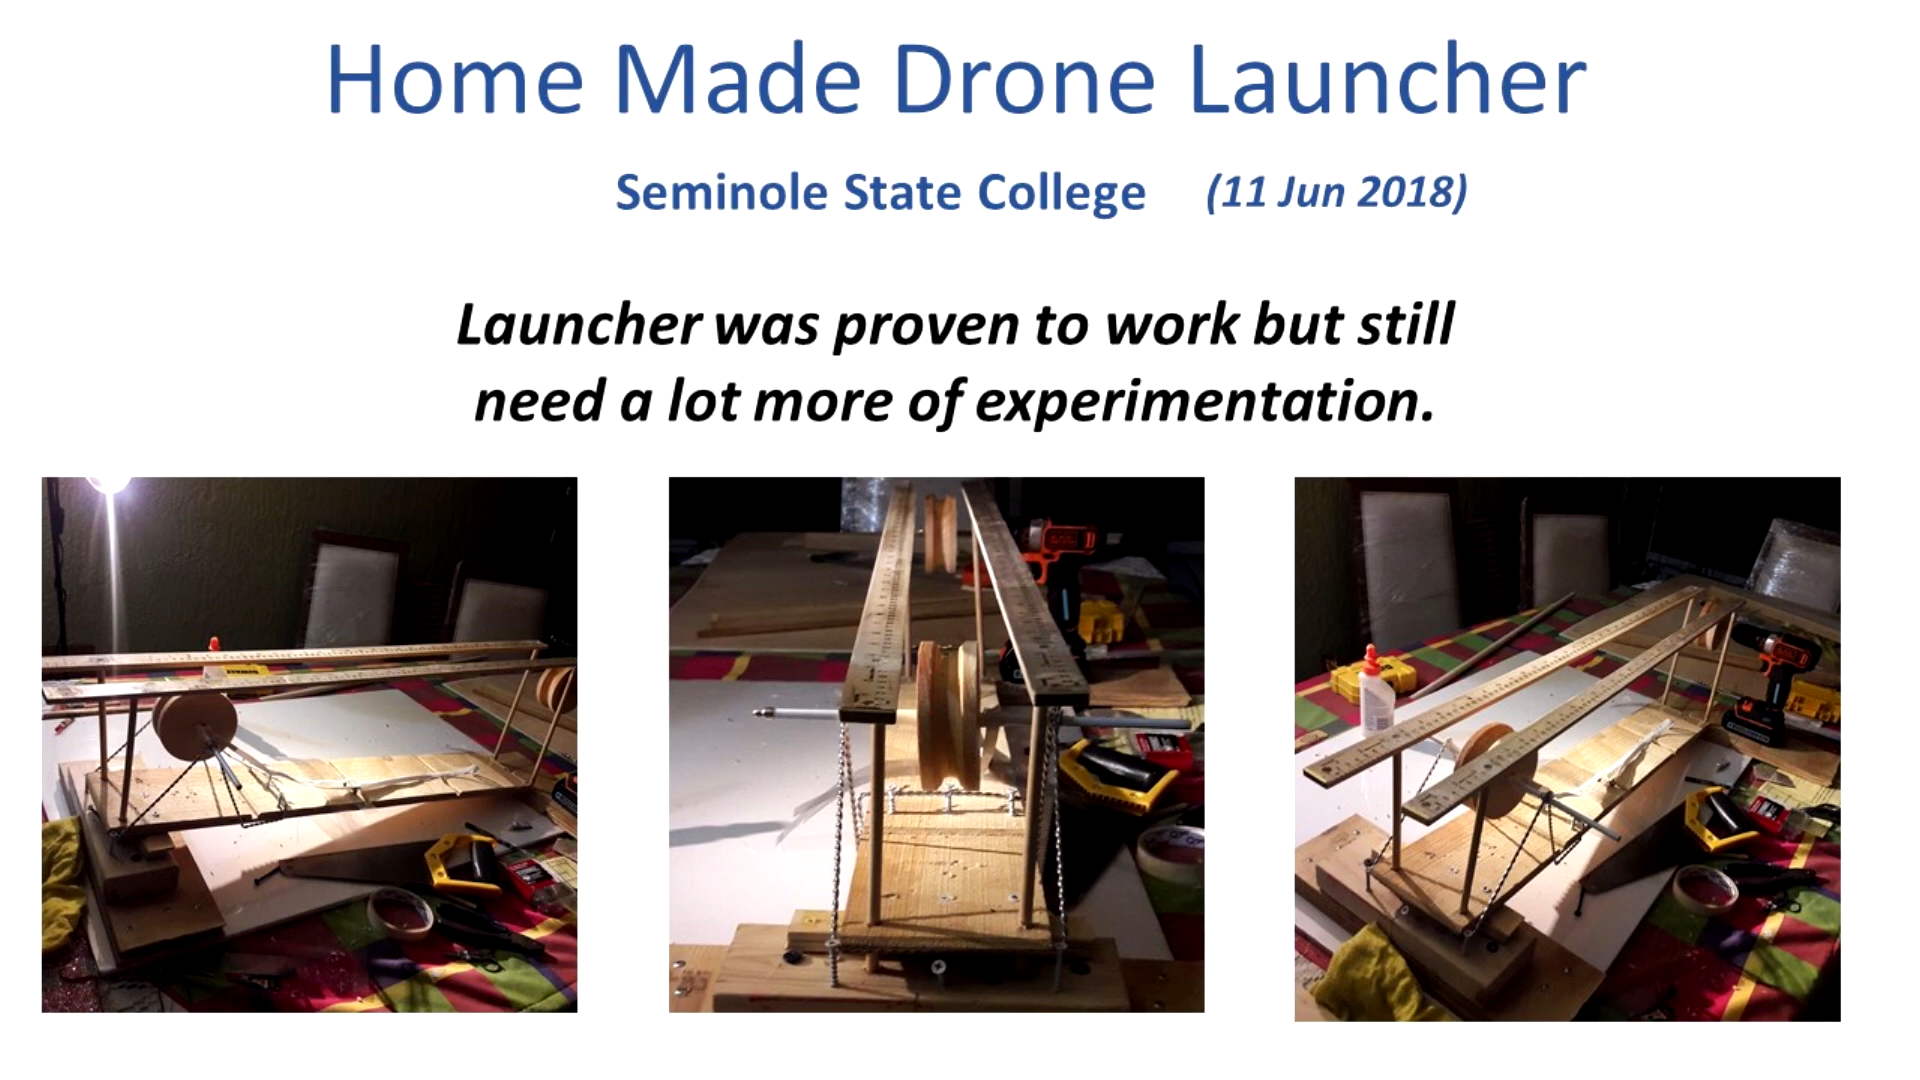 Home Made Drone Launcher
Seminole State College (11 Jun 2018)
Launcher was proven to work but still
need a lot more of experimentation.